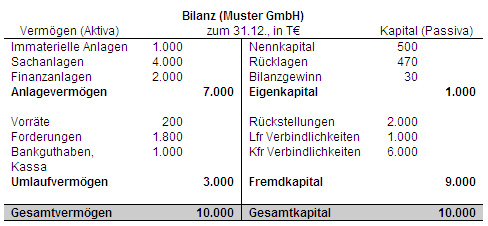 Bilanz (Muster GmbH)
Vermögen (Aktiva) zum 31.12., in T€ Kapital (Passiva)
Immaterielle Anlagen 1.000 Nennkapital 500
Sachanlagen 4.000 Rücklagen 470
Finanzanlagen 2.000 Bilanzgewinn 30
Anlagevermögen 7.000 Eigenkapital 1.000
Vorräte 200 Rückstellungen 2.000
Forderungen 1.800 Lfr Verbindlichkeiten 1.000
Bankguthaben, 1.000 Kfr Verbindlichkeiten 6.000
Kassa
Umlaufvermögen 3.000 Fremdkapital 9.000
Gesamtvermögen 10.000 Gesamtkapital 10.000